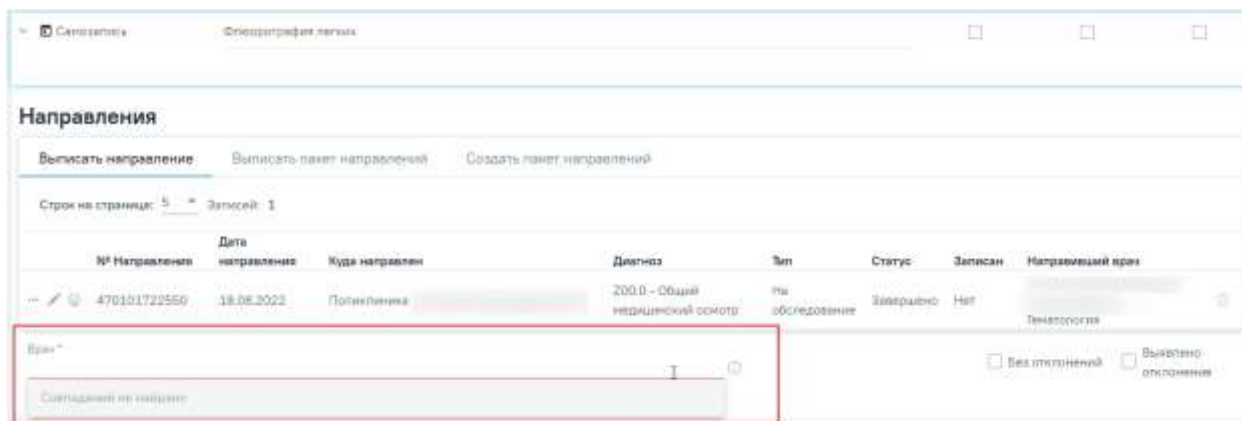 Самозапись Флюорография легких
Направления
Выписать направление Выписать пакет направлений Создать пакет направлений
Строк на странице: 5 Записей: 1
№ Направления Дата направления Куда направлен Диагноз Тип Статус Записан Направивший врач
470101722550 18.08.2022 Поликлиника Z00.0 - Общий медицинский осмотр На обследование Завершено Нет
Гематология
Врач *
Без отклонений Выявлено отклонение
Совпадений не найдено